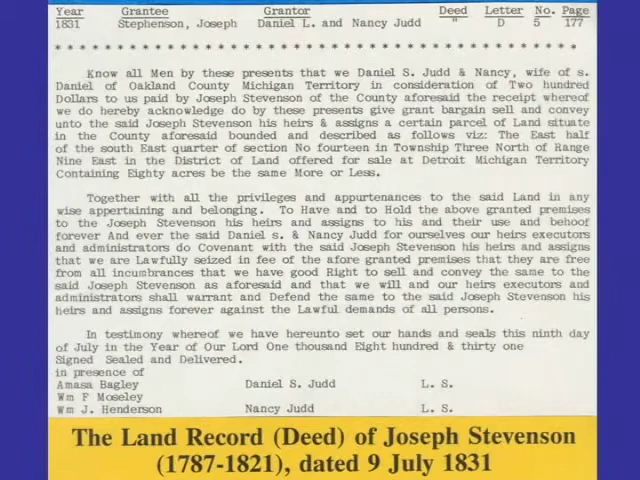 Year Grantee Grantor Deed Letter No. Page
1831 Stephenson, Joseph Daniel L. and Nancy Judd " D 5 177
* * * * * * * * * * * * * * * * * * * * * * * * * * * * * * * * * * * * * * * * * * *
Know all Men by these presents that we Daniel S. Judd & Nancy, wife of s.
Daniel of Oakland County Michigan Territory in consideration of Two hundred
Dollars to us paid by Joseph Stevenson of the County aforesaid the receipt whereof
we do hereby acknowledge do by these presents give grant bargain sell and convey
unto the said Joseph Stevenson his heirs & assigns a certain parcel of Land situate
in the County aforesaid bounded and described as follows viz: The East half
of the south East quarter of section No fourteen in Township Three North of Range
Nine East in the District of Land offered for sale at Detroit Michigan Territory
Containing Eighty acres be the same More or Less.
Together with all the privileges and appurtenances to the said Land in any
wise appertaining and belonging. To Have and to Hold the above granted premises
to the Joseph Stevenson his heirs and assigns to his and their use and behoof
forever And ever the said Daniel s. & Nancy Judd for ourselves our heirs executors
and administrators do Covenant with the said Joseph Stevenson his heirs and assigns
that we are Lawfully seized in fee of the afore granted premises that they are free
from all incumbrances that we have good Right to sell and convey the same to the
said Joseph Stevenson as aforesaid and that we will and our heirs executors and
administrators shall warrant and Defend the same to the said Joseph Stevenson his
heirs and assigns forever against the Lawful demands of all persons.
In testimony whereof we have hereunto set our hands and seals this ninth day
of July in the Year of Our Lord One thousand Eight hundred & thirty one
Signed Sealed and Delivered.
in presence of
Amasa Bagley Daniel S. Judd L. S.
Wm F Moseley
Wm J. Henderson Nancy Judd L. S.
The Land Record (Deed) of Joseph Stevenson
(1787-1821), dated 9 July 1831